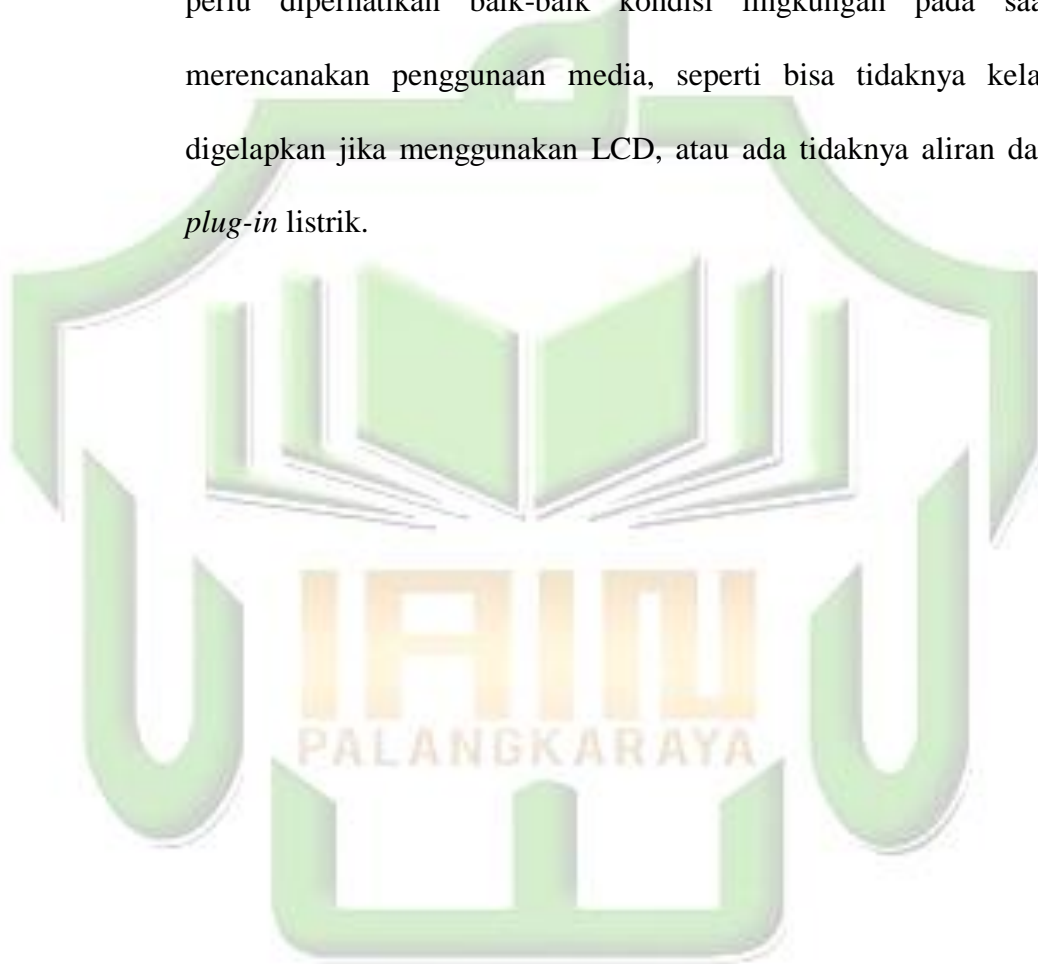 perlu diperhatikan baik-baik kondisi lingkungan pada saa
merencanakan penggunaan media, seperti bisa tidaknya kela
digelapkan jika menggunakan LCD, atau ada tidaknya aliran da
plug-in listrik.
IAIN
PALANGKARAYA